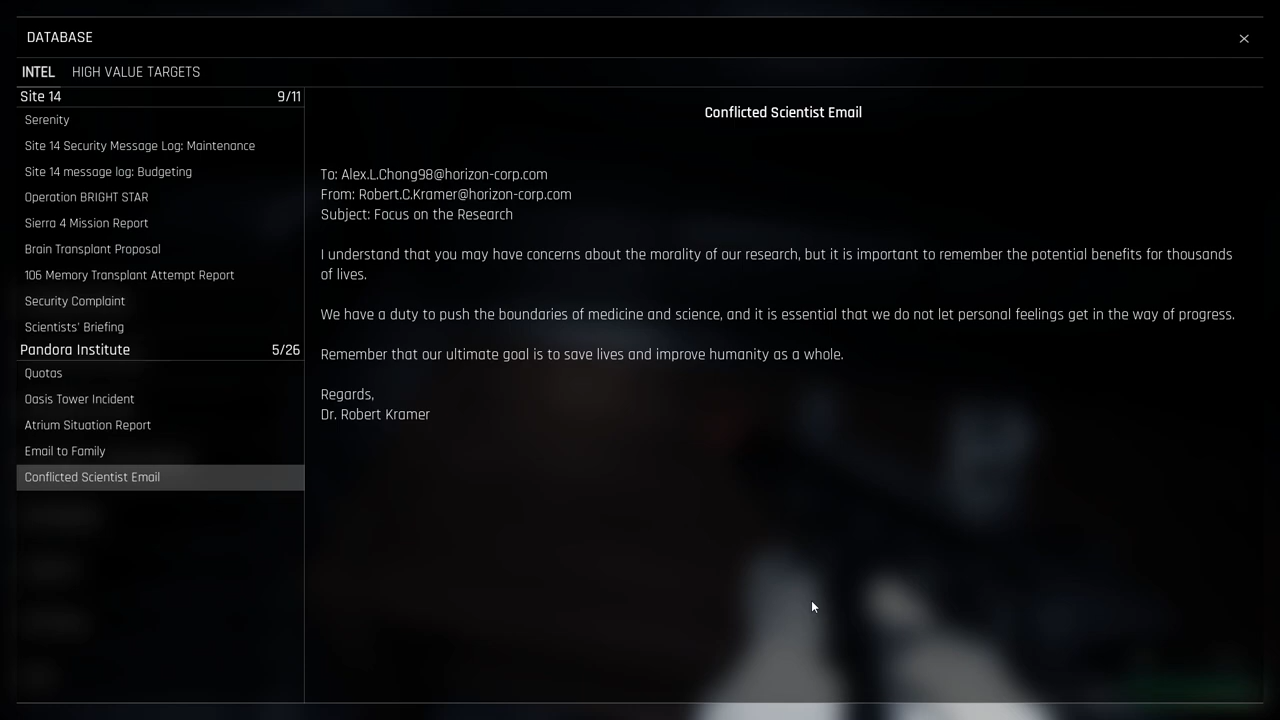 DATABASE
INTEL HIGH VALUE TARGETS
Site 14 9/11
Serenity
Site 14 Security Message Log: Maintenance
Site 14 message log: Budgeting
Operation BRIGHT STAR
Sierra 4 Mission Report
Brain Transplant Proposal
106 Memory Transplant Attempt Report
Security Complaint
Scientists' Briefing
Pandora Institute 5/26
Quotas
Oasis Tower Incident
Atrium Situation Report
Email to Family
Conflicted Scientist Email
Conflicted Scientist Email
To: Alex.L.Chong98@horizon-corp.com
From: Robert.C.Kramer@horizon-corp.com
Subject: Focus on the Research
I understand that you may have concerns about the morality of our research, but it is important to remember the potential benefits for thousands
of lives.
We have a duty to push the boundaries of medicine and science, and it is essential that we do not let personal feelings get in the way of progress.
Remember that our ultimate goal is to save lives and improve humanity as a whole.
Regards,
Dr. Robert Kramer